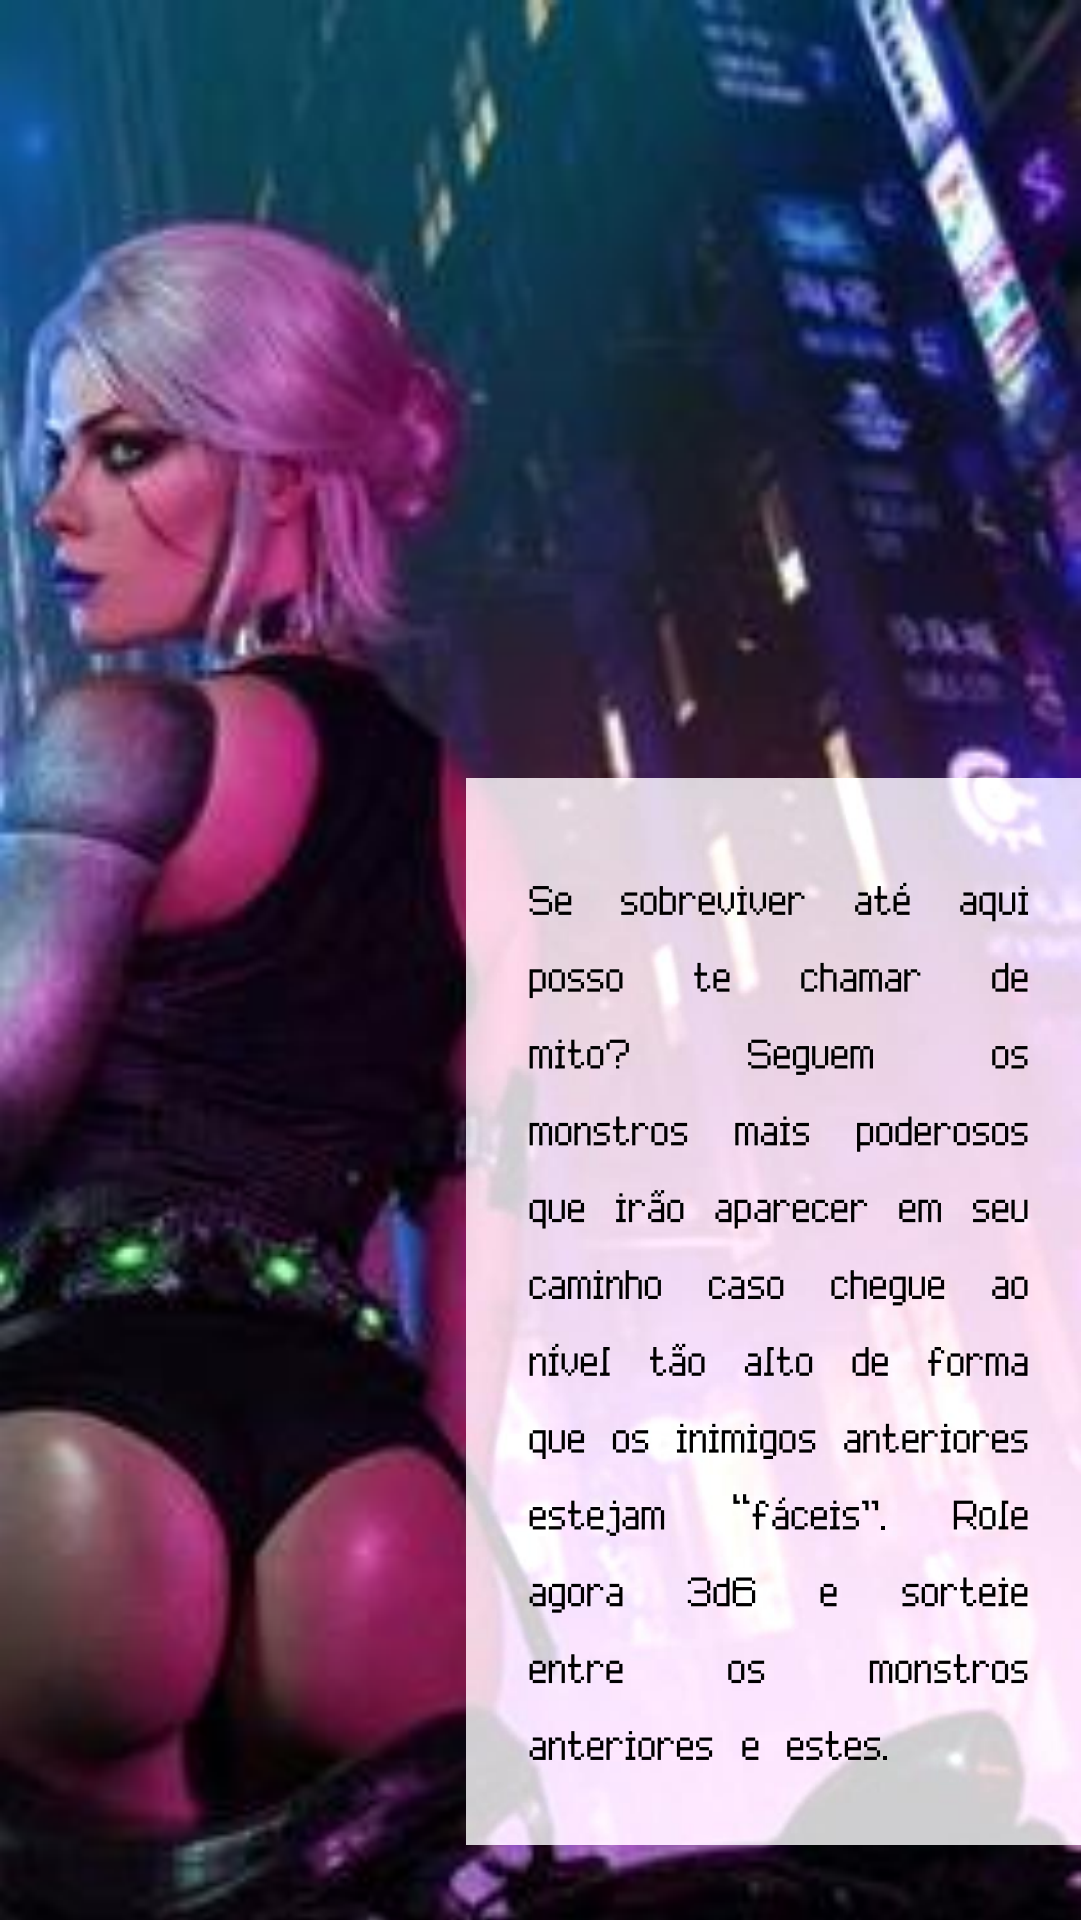 Se sobreviver até aqui
posso te chamar de
mito? Seguem os
monstros mais poderosos
que irão aparecer em seu
caminho caso chegue ao
nível tão alto de forma
que os inimigos anteriores
estejam “fáceis”. Role
agora 3d6 e sorteie
entre os monstros
anteriores e estes.